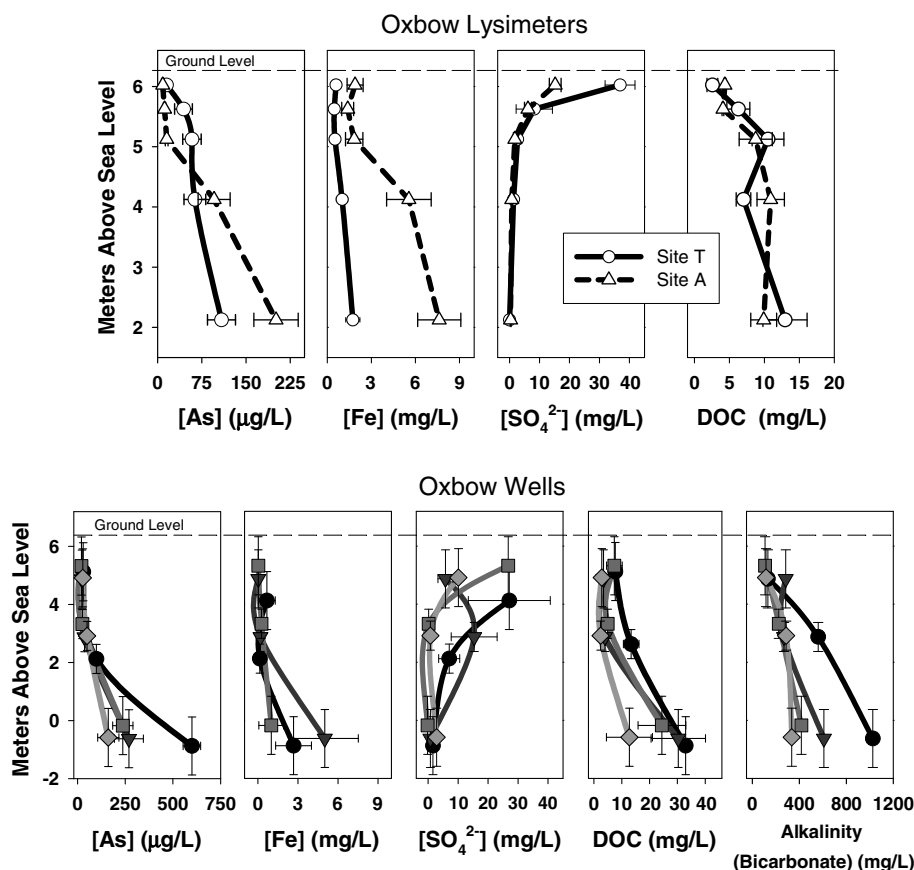 Oxbow Lysimeters
Ground Level
Meters Above Sea Level
6
5
4
3
2
0 75 150 225
0 3 6 9
0 10 20 30 40
0 5 10 15 20
Site T
Site A
[As] (µg/L)
[Fe] (mg/L)
[SO₄²⁻] (mg/L)
DOC (mg/L)
Oxbow Wells
Ground Level
Meters Above Sea Level
6
4
2
0
-2
0 250 500 750
0 3 6 9
0 10 20 30 40
0 10 20 30 40
0 400 800 1200
[As] (µg/L)
[Fe] (mg/L)
[SO₄²⁻] (mg/L)
DOC (mg/L)
Alkalinity
(Bicarbonate) (mg/L)